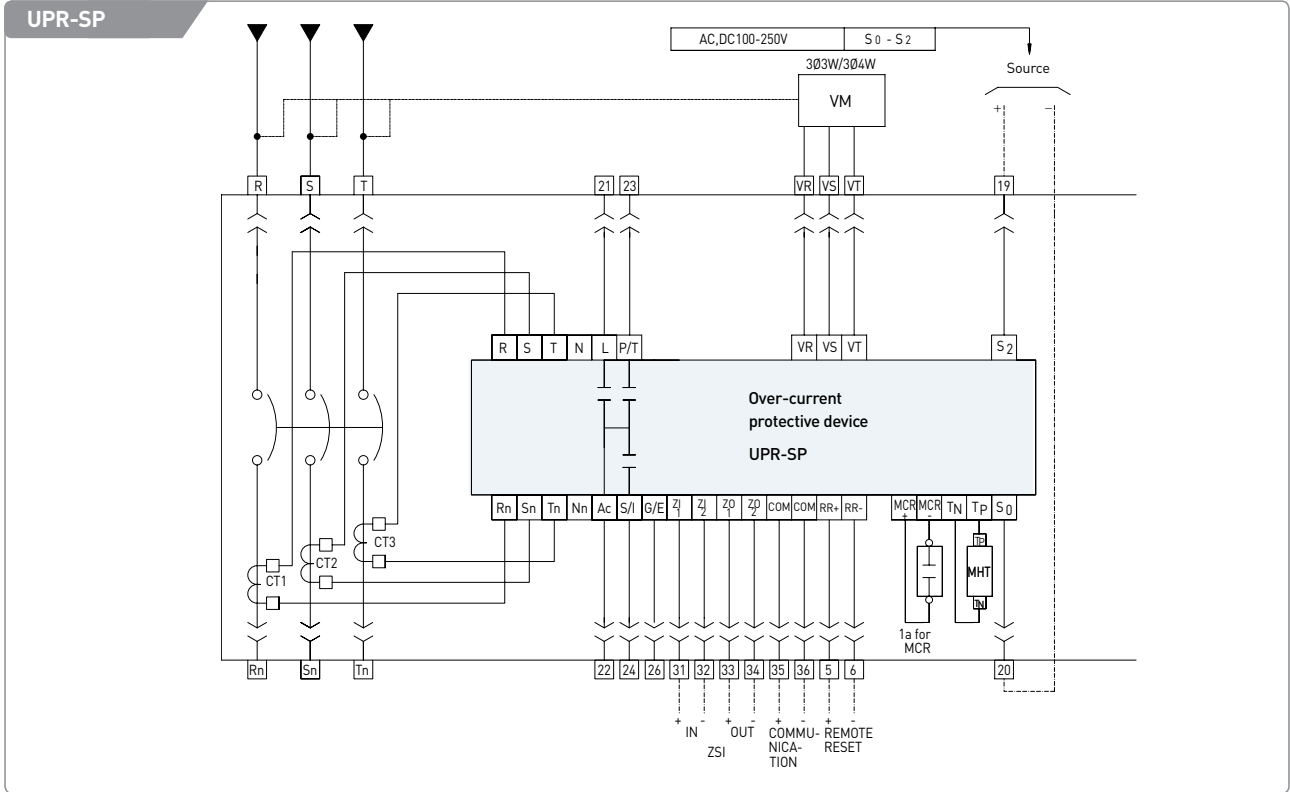 UPR-SP
AC,DC100-250V S0 - S2
3Ø3W/3Ø4W
Source
VM
+ −
R S T 21 23 VR VS VT 19
R S T N L P/T VR VS VT S2
Over-current
protective device
UPR-SP
Rn Sn Tn Nn Ac S/I G/E ZI1 ZI2 ZO1 ZO2 COM COM RR+ RR- MCR+ MCR- TN TP S0
CT3
CT2
CT1
TP
MHT
TN
1a for
MCR
Rn Sn Tn 22 24 26 31 32 33 34 35 36 5 6 20
+ - + - + - + -
IN OUT COMMU- REMOTE
NICA- RESET
ZSI
TION